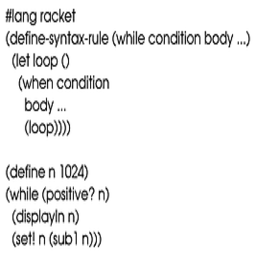 #lang racket
(define-syntax-rule (while condition body ...)
(let loop ()
(when condition
body ...
(loop))))

(define n 1024)
(while (positive? n)
(displayln n)
(set! n (sub1 n)))